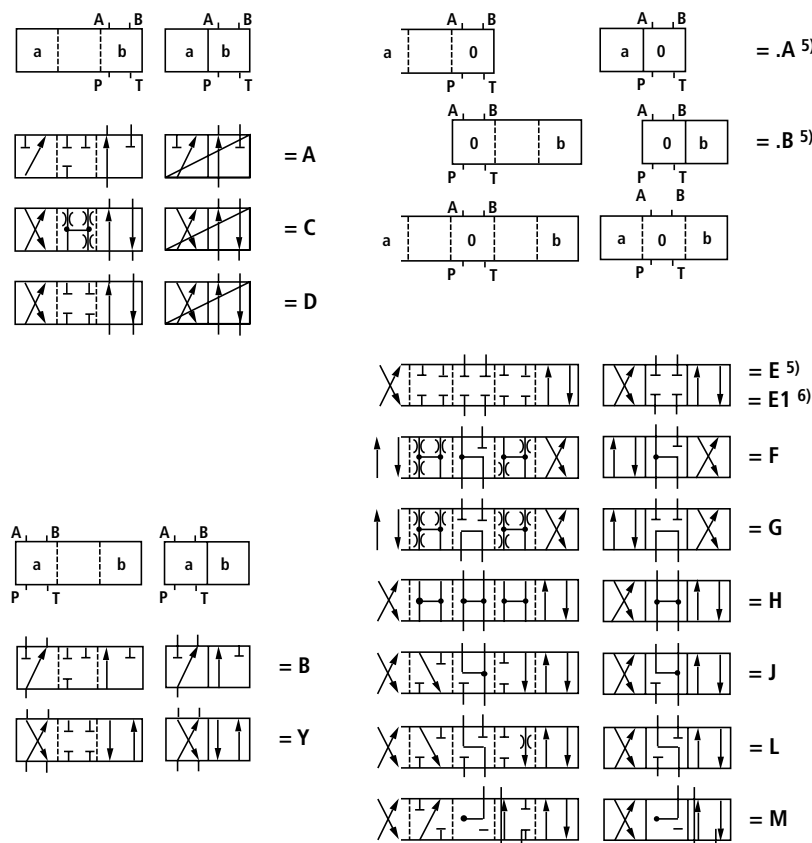 A B A B
a b a b
P T P T
= A
= C
= D
A B A B
a b a b
P T P T
= B
= Y
a 0 a 0 = .A 5)
P T P T
A B A B
0 b 0 b = .B 5)
P T P T
A B A B
a 0 b a 0 b
P T P T
= E 5)
= E1 6)
= F
= G
= H
= J
= L
= M